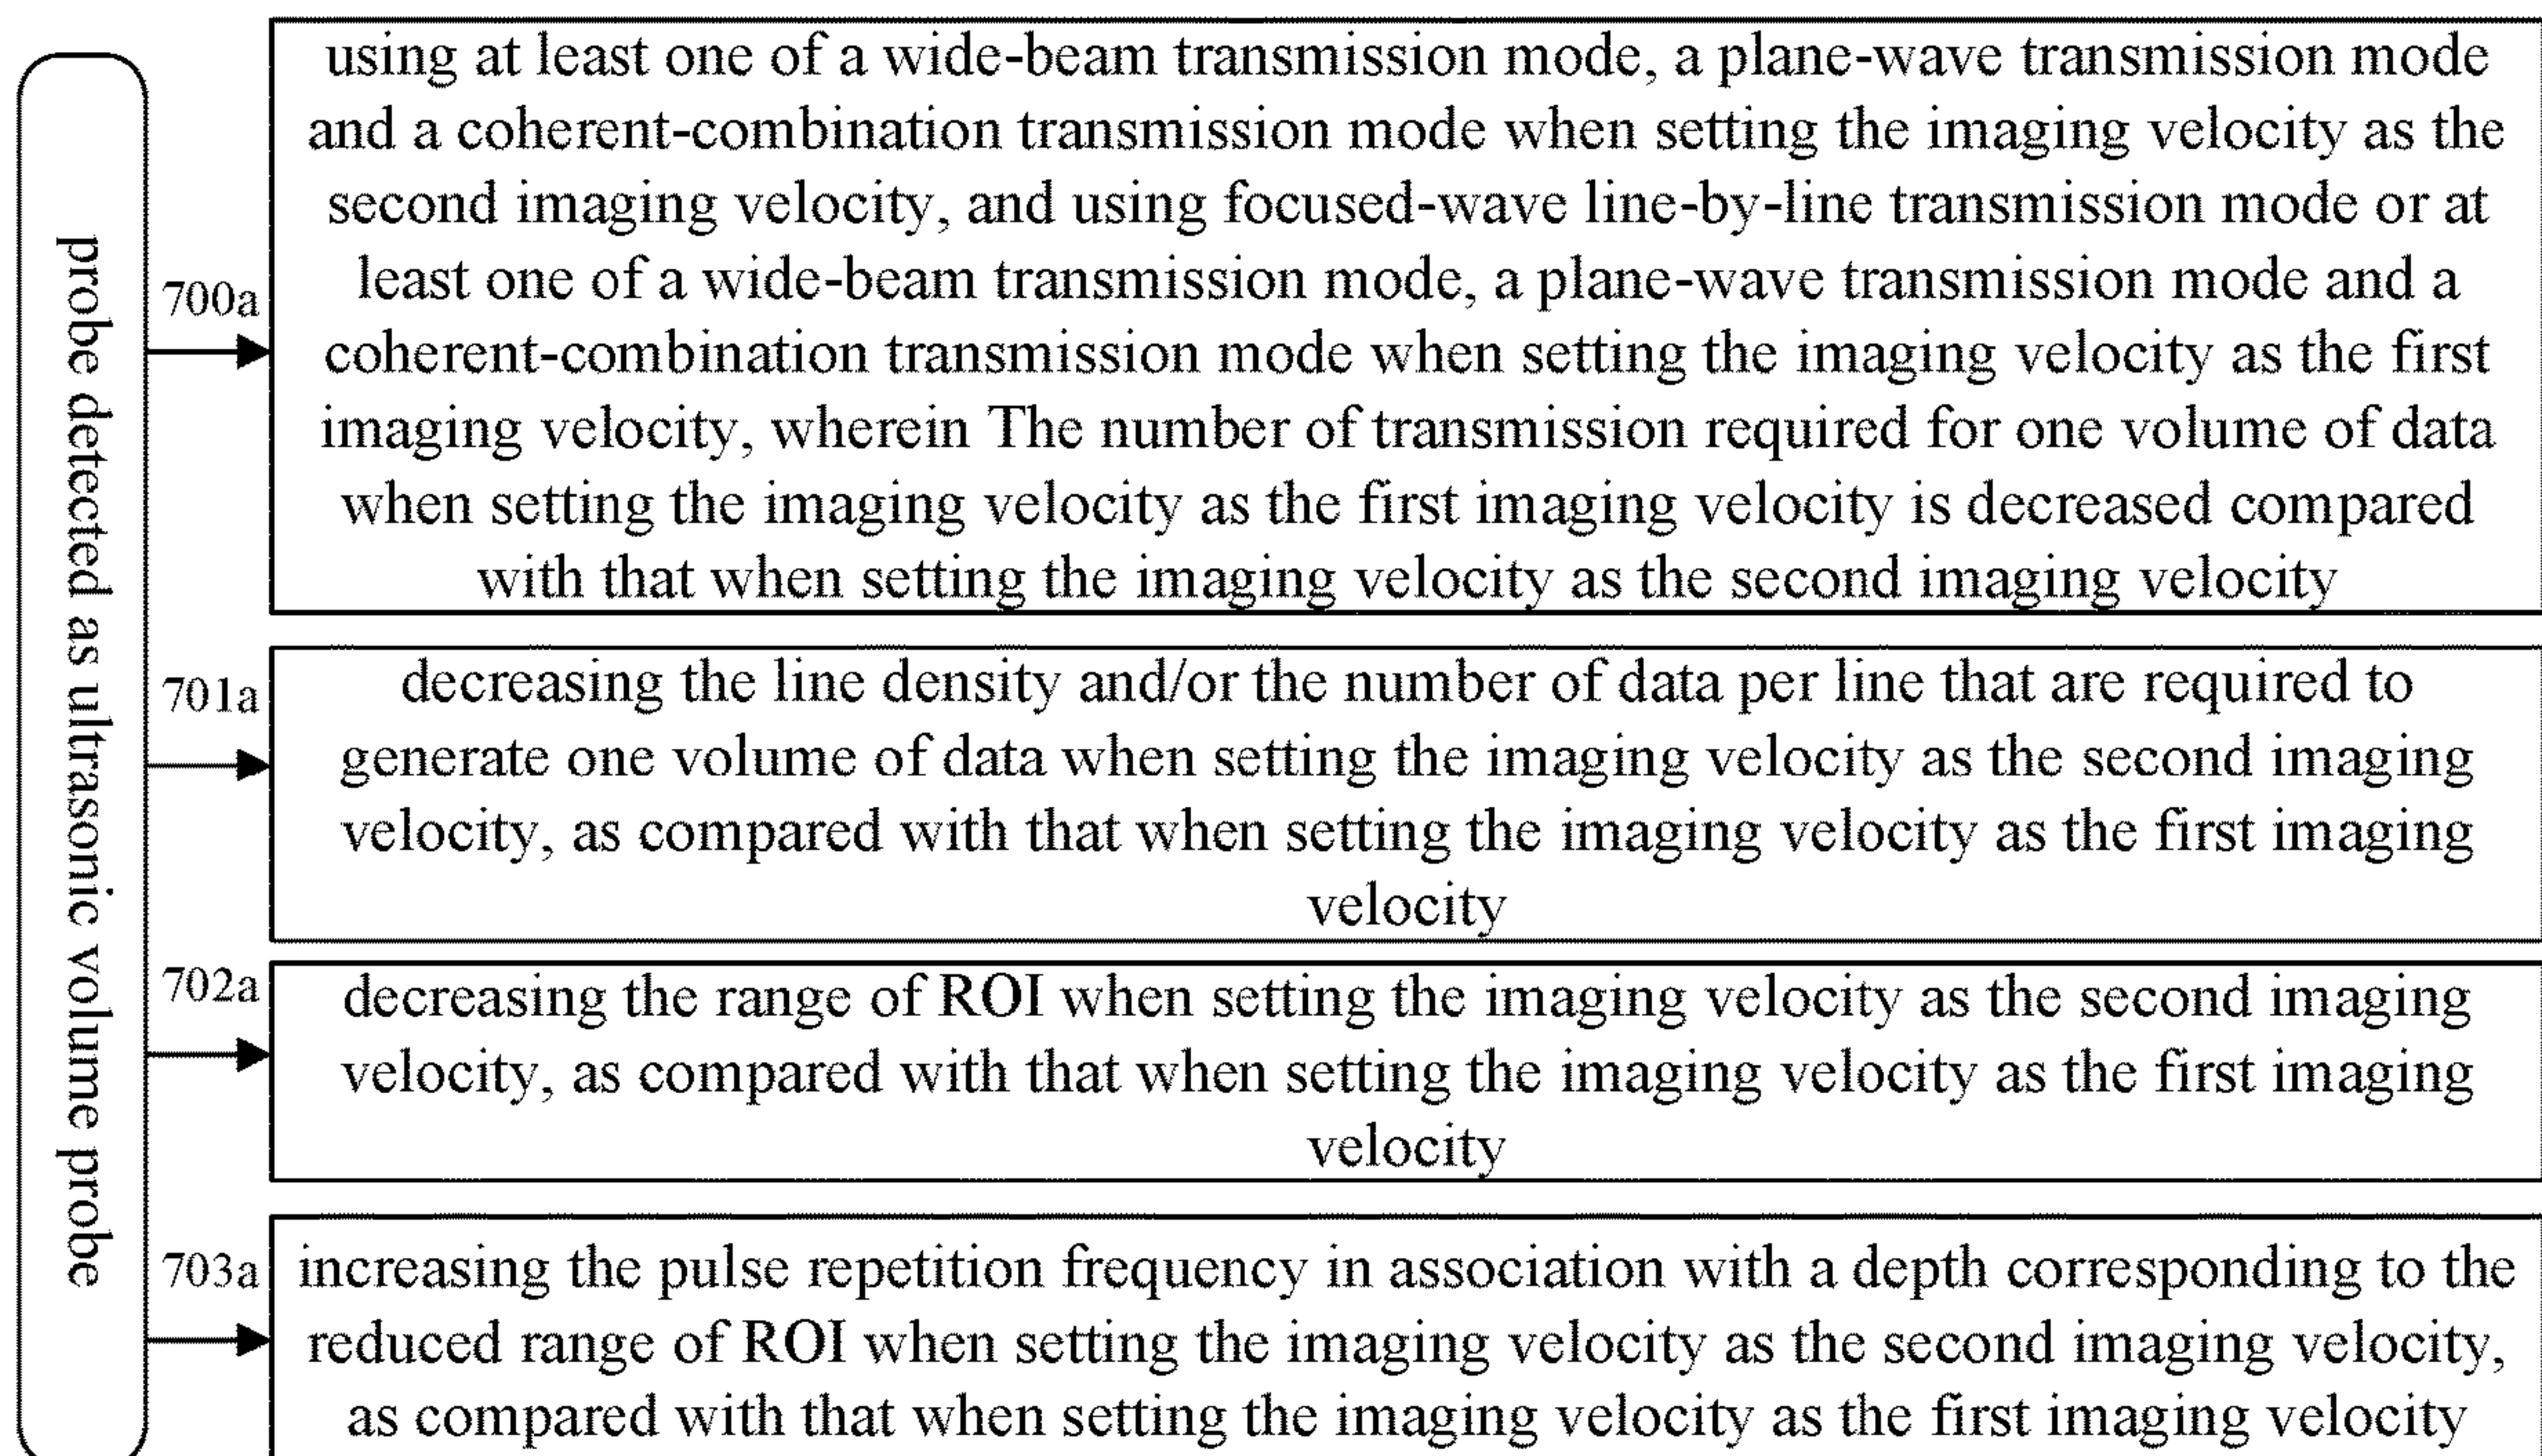 probe detected as ultrasonic volume probe
700a
using at least one of a wide-beam transmission mode, a plane-wave transmission mode
and a coherent-combination transmission mode when setting the imaging velocity as the
second imaging velocity, and using focused-wave line-by-line transmission mode or at
least one of a wide-beam transmission mode, a plane-wave transmission mode and a
coherent-combination transmission mode when setting the imaging velocity as the first
imaging velocity, wherein The number of transmission required for one volume of data
when setting the imaging velocity as the first imaging velocity is decreased compared
with that when setting the imaging velocity as the second imaging velocity
701a
decreasing the line density and/or the number of data per line that are required to
generate one volume of data when setting the imaging velocity as the second imaging
velocity, as compared with that when setting the imaging velocity as the first imaging
velocity
702a
decreasing the range of ROI when setting the imaging velocity as the second imaging
velocity, as compared with that when setting the imaging velocity as the first imaging
velocity
703a
increasing the pulse repetition frequency in association with a depth corresponding to the
reduced range of ROI when setting the imaging velocity as the second imaging velocity,
as compared with that when setting the imaging velocity as the first imaging velocity